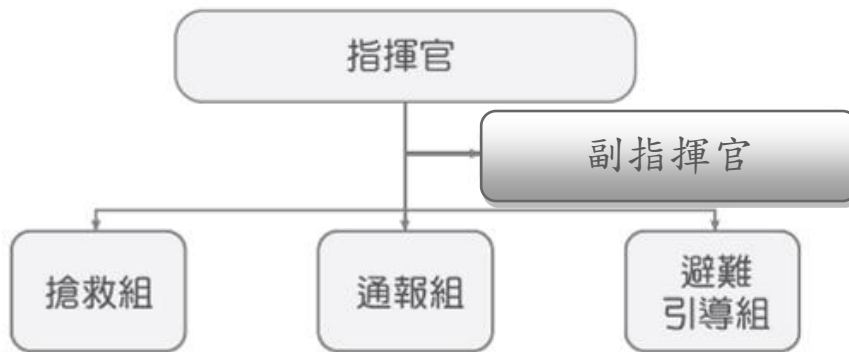 指揮官
副指揮官
搶救組
通報組
避難
引導組